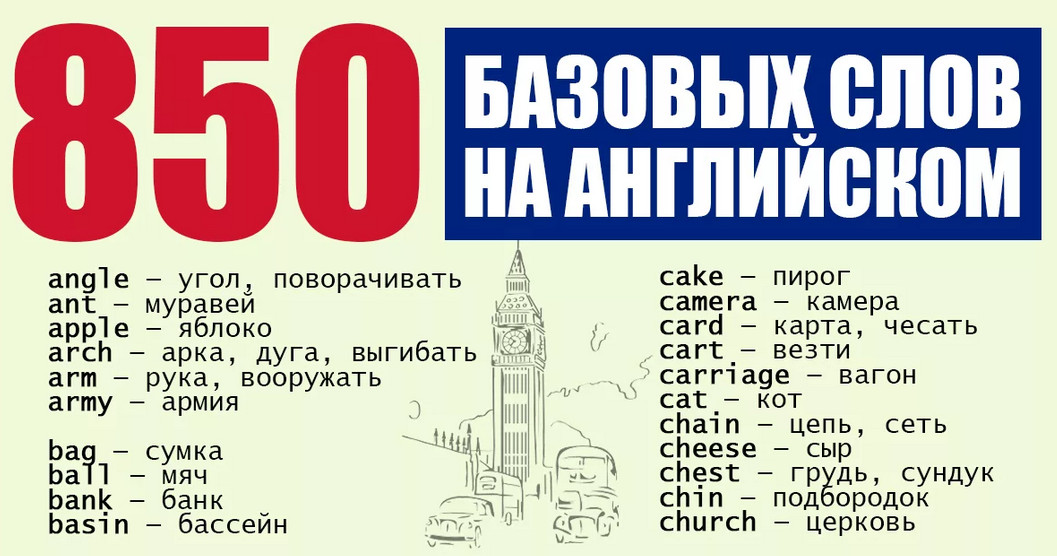 850
БАЗОВЫХ СЛОВ
НА АНГЛИЙСКОМ
angle – угол, поворачивать
ant – муравей
apple – яблоко
arch – арка, дуга, выгибать
arm – рука, вооружать
army – армия
bag – сумка
ball – мяч
bank – банк
basin – бассейн
cake – пирог
camera – камера
card – карта, чесать
cart – везти
carriage – вагон
cat – кот
chain – цепь, сеть
cheese – сыр
chest – грудь, сундук
chin – подбородок
church – церковь